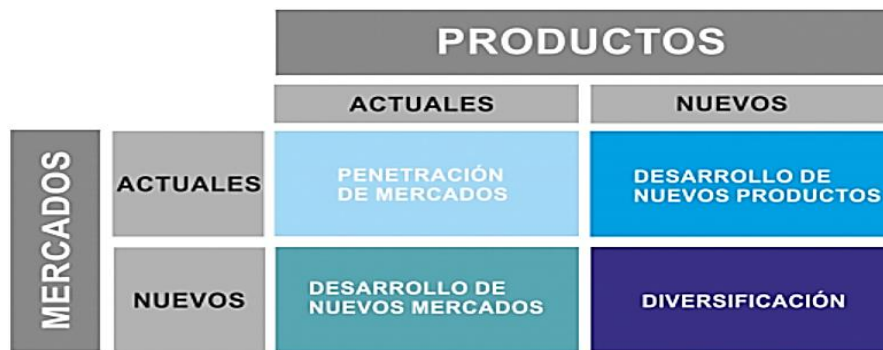 PRODUCTOS
ACTUALES
NUEVOS
MERCADOS
ACTUALES
PENETRACIÓN
DE MERCADOS
DESARROLLO DE
NUEVOS PRODUCTOS
NUEVOS
DESARROLLO DE
NUEVOS MERCADOS
DIVERSIFICACIÓN